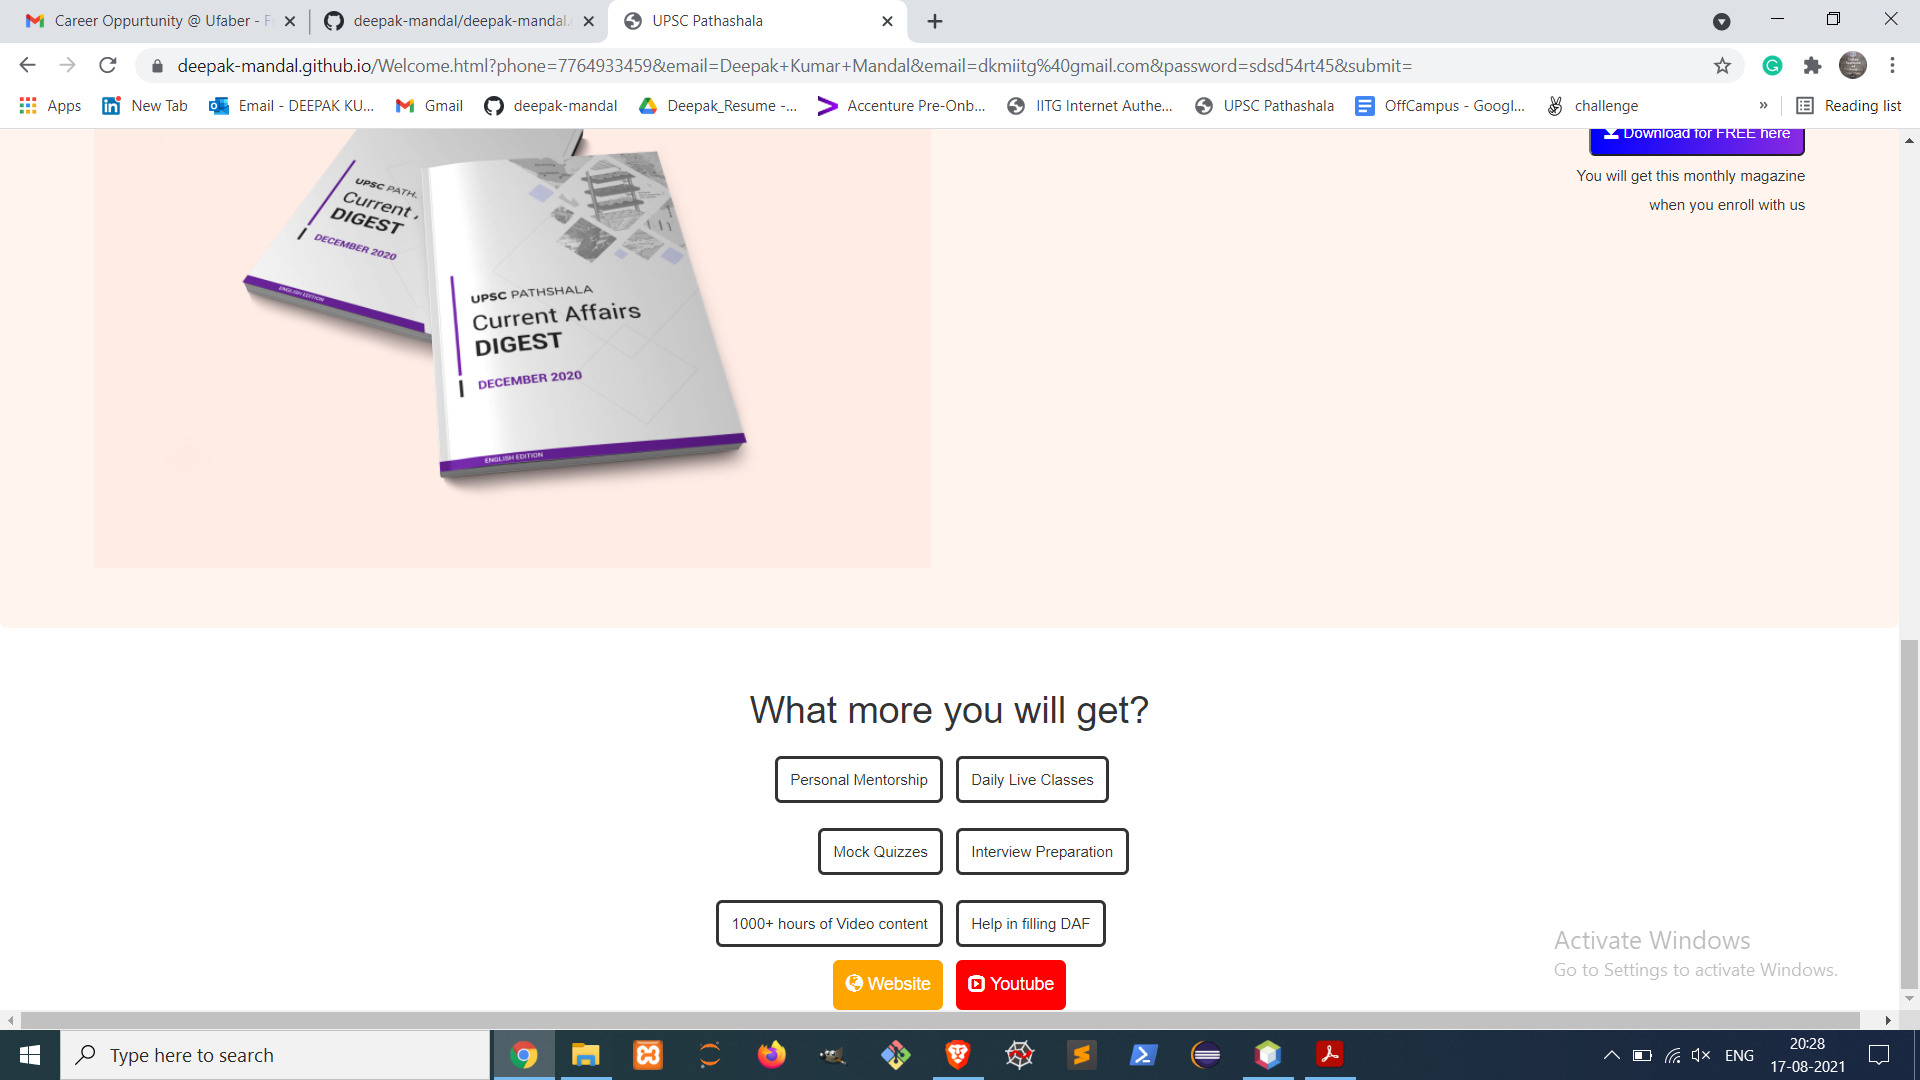 Career Oppurtunity @ Ufaber - Fr
deepak-mandal/deepak-mandal.
UPSC Pathashala
deepak-mandal.github.io/Welcome.html?phone=7764933459&email=Deepak+Kumar+Mandal&email=dkmiitg%40gmail.com&password=sdsd54rt45&submit=
Apps
New Tab
Email - DEEPAK KU...
Gmail
deepak-mandal
Deepak_Resume -...
Accenture Pre-Onb...
IITG Internet Authe...
UPSC Pathashala
OffCampus - Googl...
challenge
»
Reading list
Download for FREE here
You will get this monthly magazine
when you enroll with us
UPSC PATH
Current
DIGEST
DECEMBER 2020
ENGLISH EDITION
UPSC PATHSHALA
Current Affairs
DIGEST
DECEMBER 2020
ENGLISH EDITION
What more you will get?
Personal Mentorship
Daily Live Classes
Mock Quizzes
Interview Preparation
1000+ hours of Video content
Help in filling DAF
Website
Youtube
Activate Windows
Go to Settings to activate Windows.
Type here to search
ENG
20:28
17-08-2021